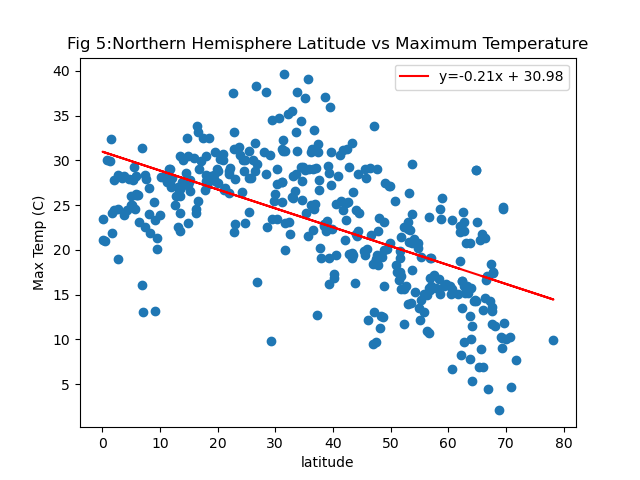 Fig 5:Northern Hemisphere Latitude vs Maximum Temperature
y=-0.21x + 30.98
Max Temp (C)
40
35
30
25
20
15
10
5
0 10 20 30 40 50 60 70 80
latitude